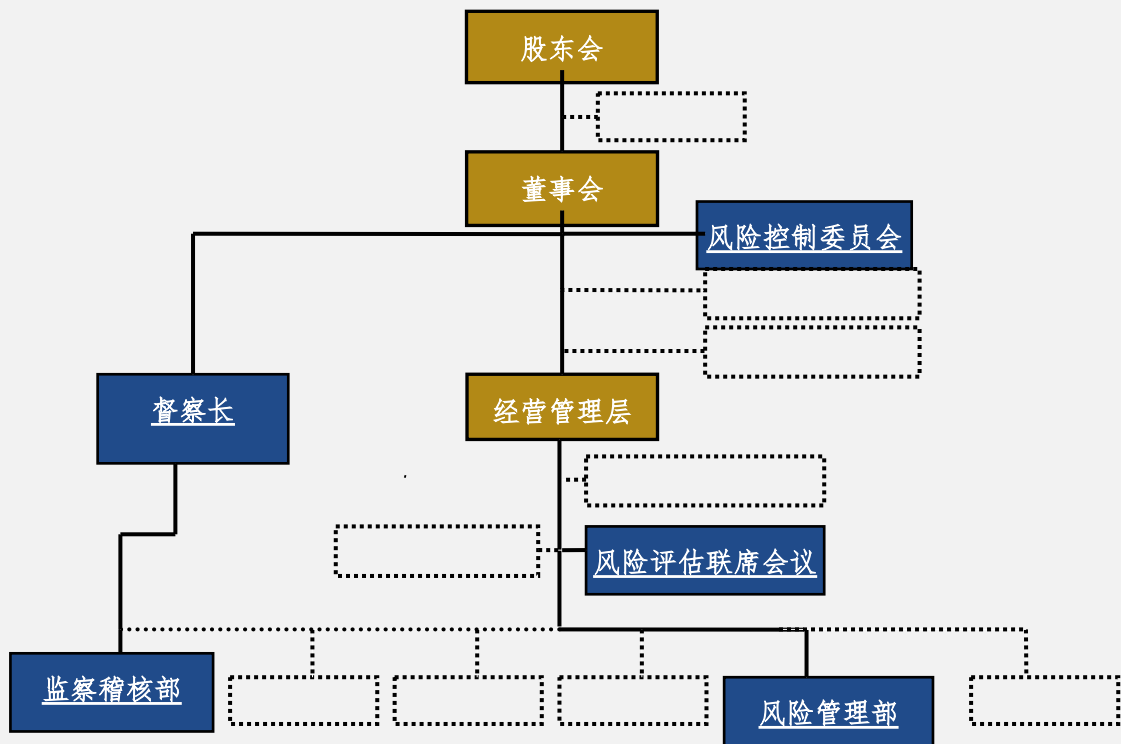 股东会
董事会
风险控制委员会
督察长
经营管理层
风险评估联席会议
监察稽核部
风险管理部